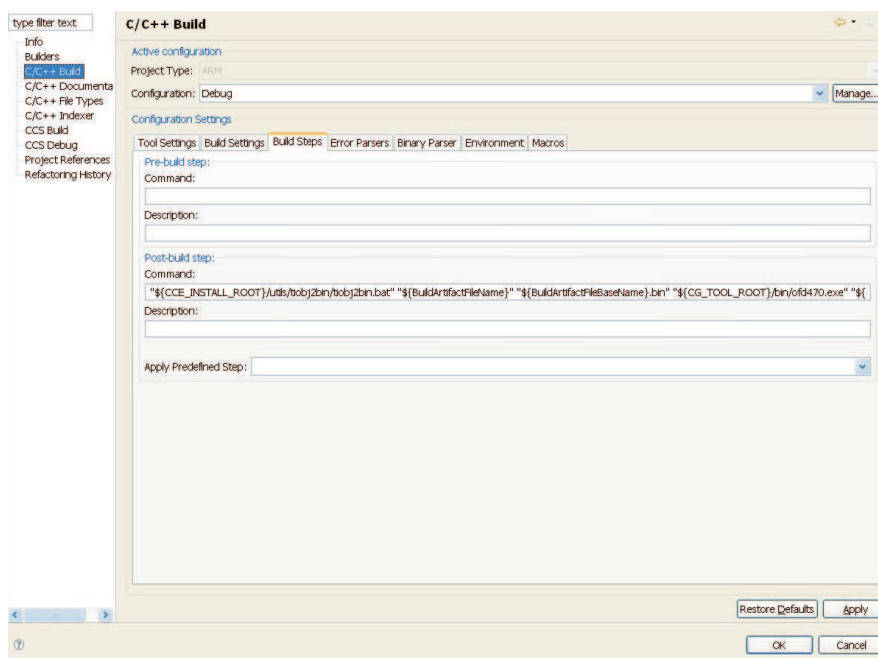 type filter text
C/C++ Build
Info
Builders
C/C++ Build
C/C++ Documenta
C/C++ File Types
C/C++ Indexer
CCS Build
CCS Debug
Project References
Refactoring History
Active configuration
Project Type: ARM
Configuration: Debug
Manage...
Configuration Settings
Tool Settings Build Settings Build Steps Error Parsers Binary Parser Environment Macros
Pre-build step:
Command:
Description:
Post-build step:
Command:
"${CCE_INSTALL_ROOT}/utils/tiobj2bin/tiobj2bin.bat" "${BuildArtifactFileName}" "${BuildArtifactFileBaseName}.bin" "${CG_TOOL_ROOT}/bin/ofd470.exe" "${
Description:
Apply Predefined Step:
Restore Defaults Apply
? OK Cancel